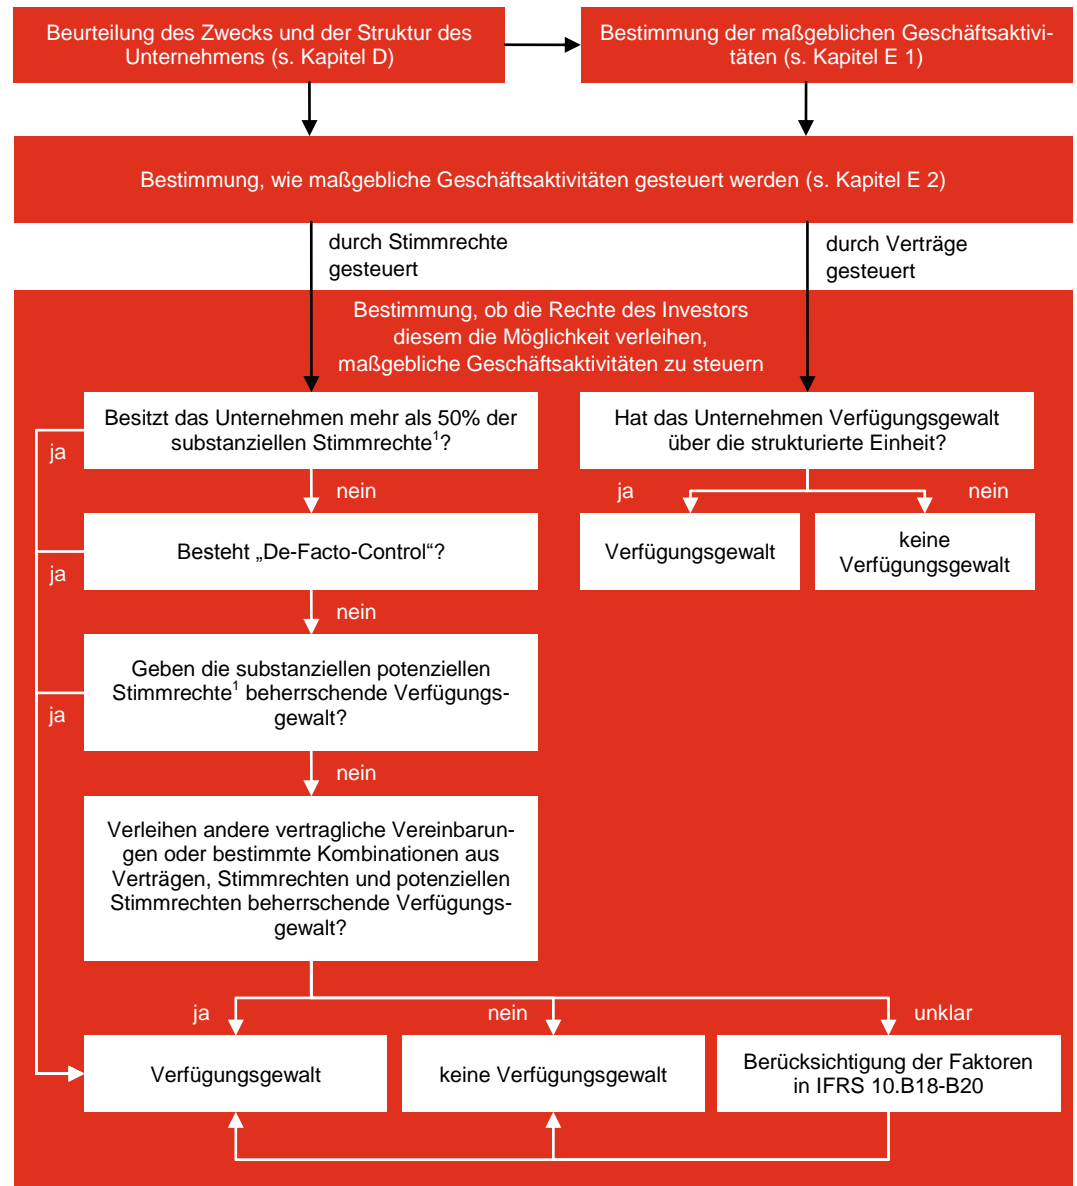 Beurteilung des Zwecks und der Struktur des
Unternehmens (s. Kapitel D)
Bestimmung der maßgeblichen Geschäftsaktivi-
täten (s. Kapitel E 1)
Bestimmung, wie maßgebliche Geschäftsaktivitäten gesteuert werden (s. Kapitel E 2)
durch Stimmrechte
gesteuert
durch Verträge
gesteuert
Bestimmung, ob die Rechte des Investors
diesem die Möglichkeit verleihen,
maßgebliche Geschäftsaktivitäten zu steuern
Besitzt das Unternehmen mehr als 50% der
substanziellen Stimmrechte¹?
ja
nein
Hat das Unternehmen Verfügungsgewalt
über die strukturierte Einheit?
ja
nein
Verfügungsgewalt
keine
Verfügungsgewalt
Besteht „De-Facto-Control“?
ja
nein
Geben die substanziellen potenziellen
Stimmrechte¹ beherrschende Verfügungs-
gewalt?
ja
nein
Verleihen andere vertragliche Vereinbarun-
gen oder bestimmte Kombinationen aus
Verträgen, Stimmrechten und potenziellen
Stimmrechten beherrschende Verfügungs-
gewalt?
ja
nein
unklar
Verfügungsgewalt
keine Verfügungsgewalt
Berücksichtigung der Faktoren
in IFRS 10.B18-B20